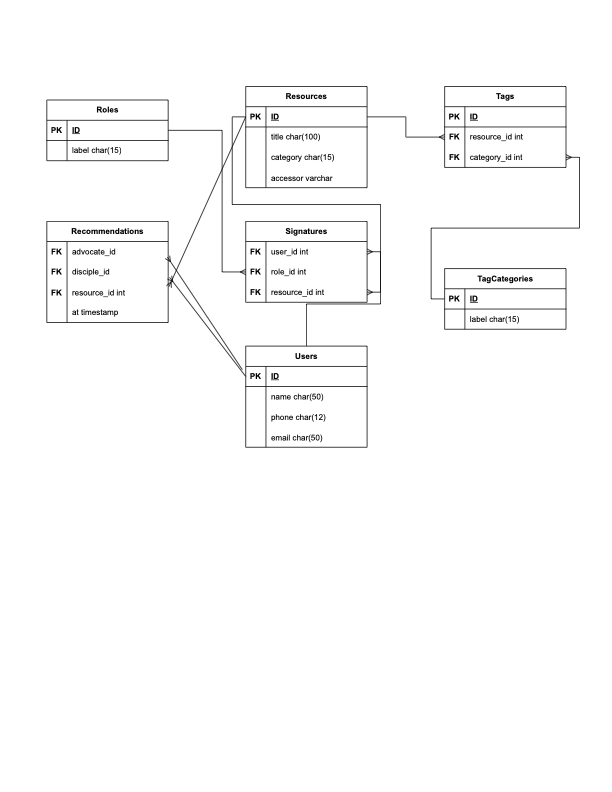 Roles
PK ID
label char(15)
Resources
PK ID
title char(100)
category char(15)
accessor varchar
Tags
PK ID
FK resource_id int
FK category_id int
Recommendations
FK advocate_id
FK disciple_id
FK resource_id int
at timestamp
Signatures
FK user_id int
FK role_id int
FK resource_id int
TagCategories
PK ID
label char(15)
Users
PK ID
name char(50)
phone char(12)
email char(50)